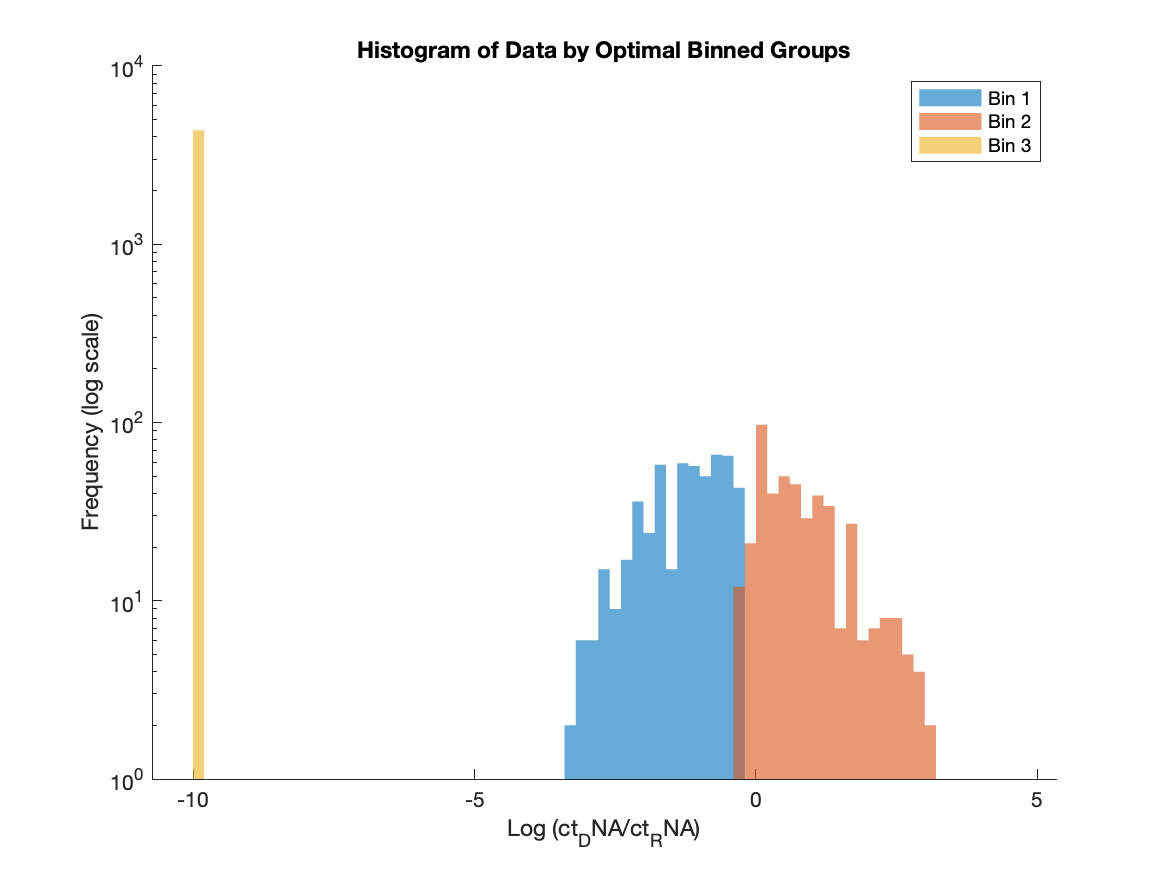 Histogram of Data by Optimal Binned Groups
Bin 1
Bin 2
Bin 3
Frequency (log scale)
10^4
10^3
10^2
10^1
10^0
-10 -5 0 5
Log (ct_DNA/ct_RNA)